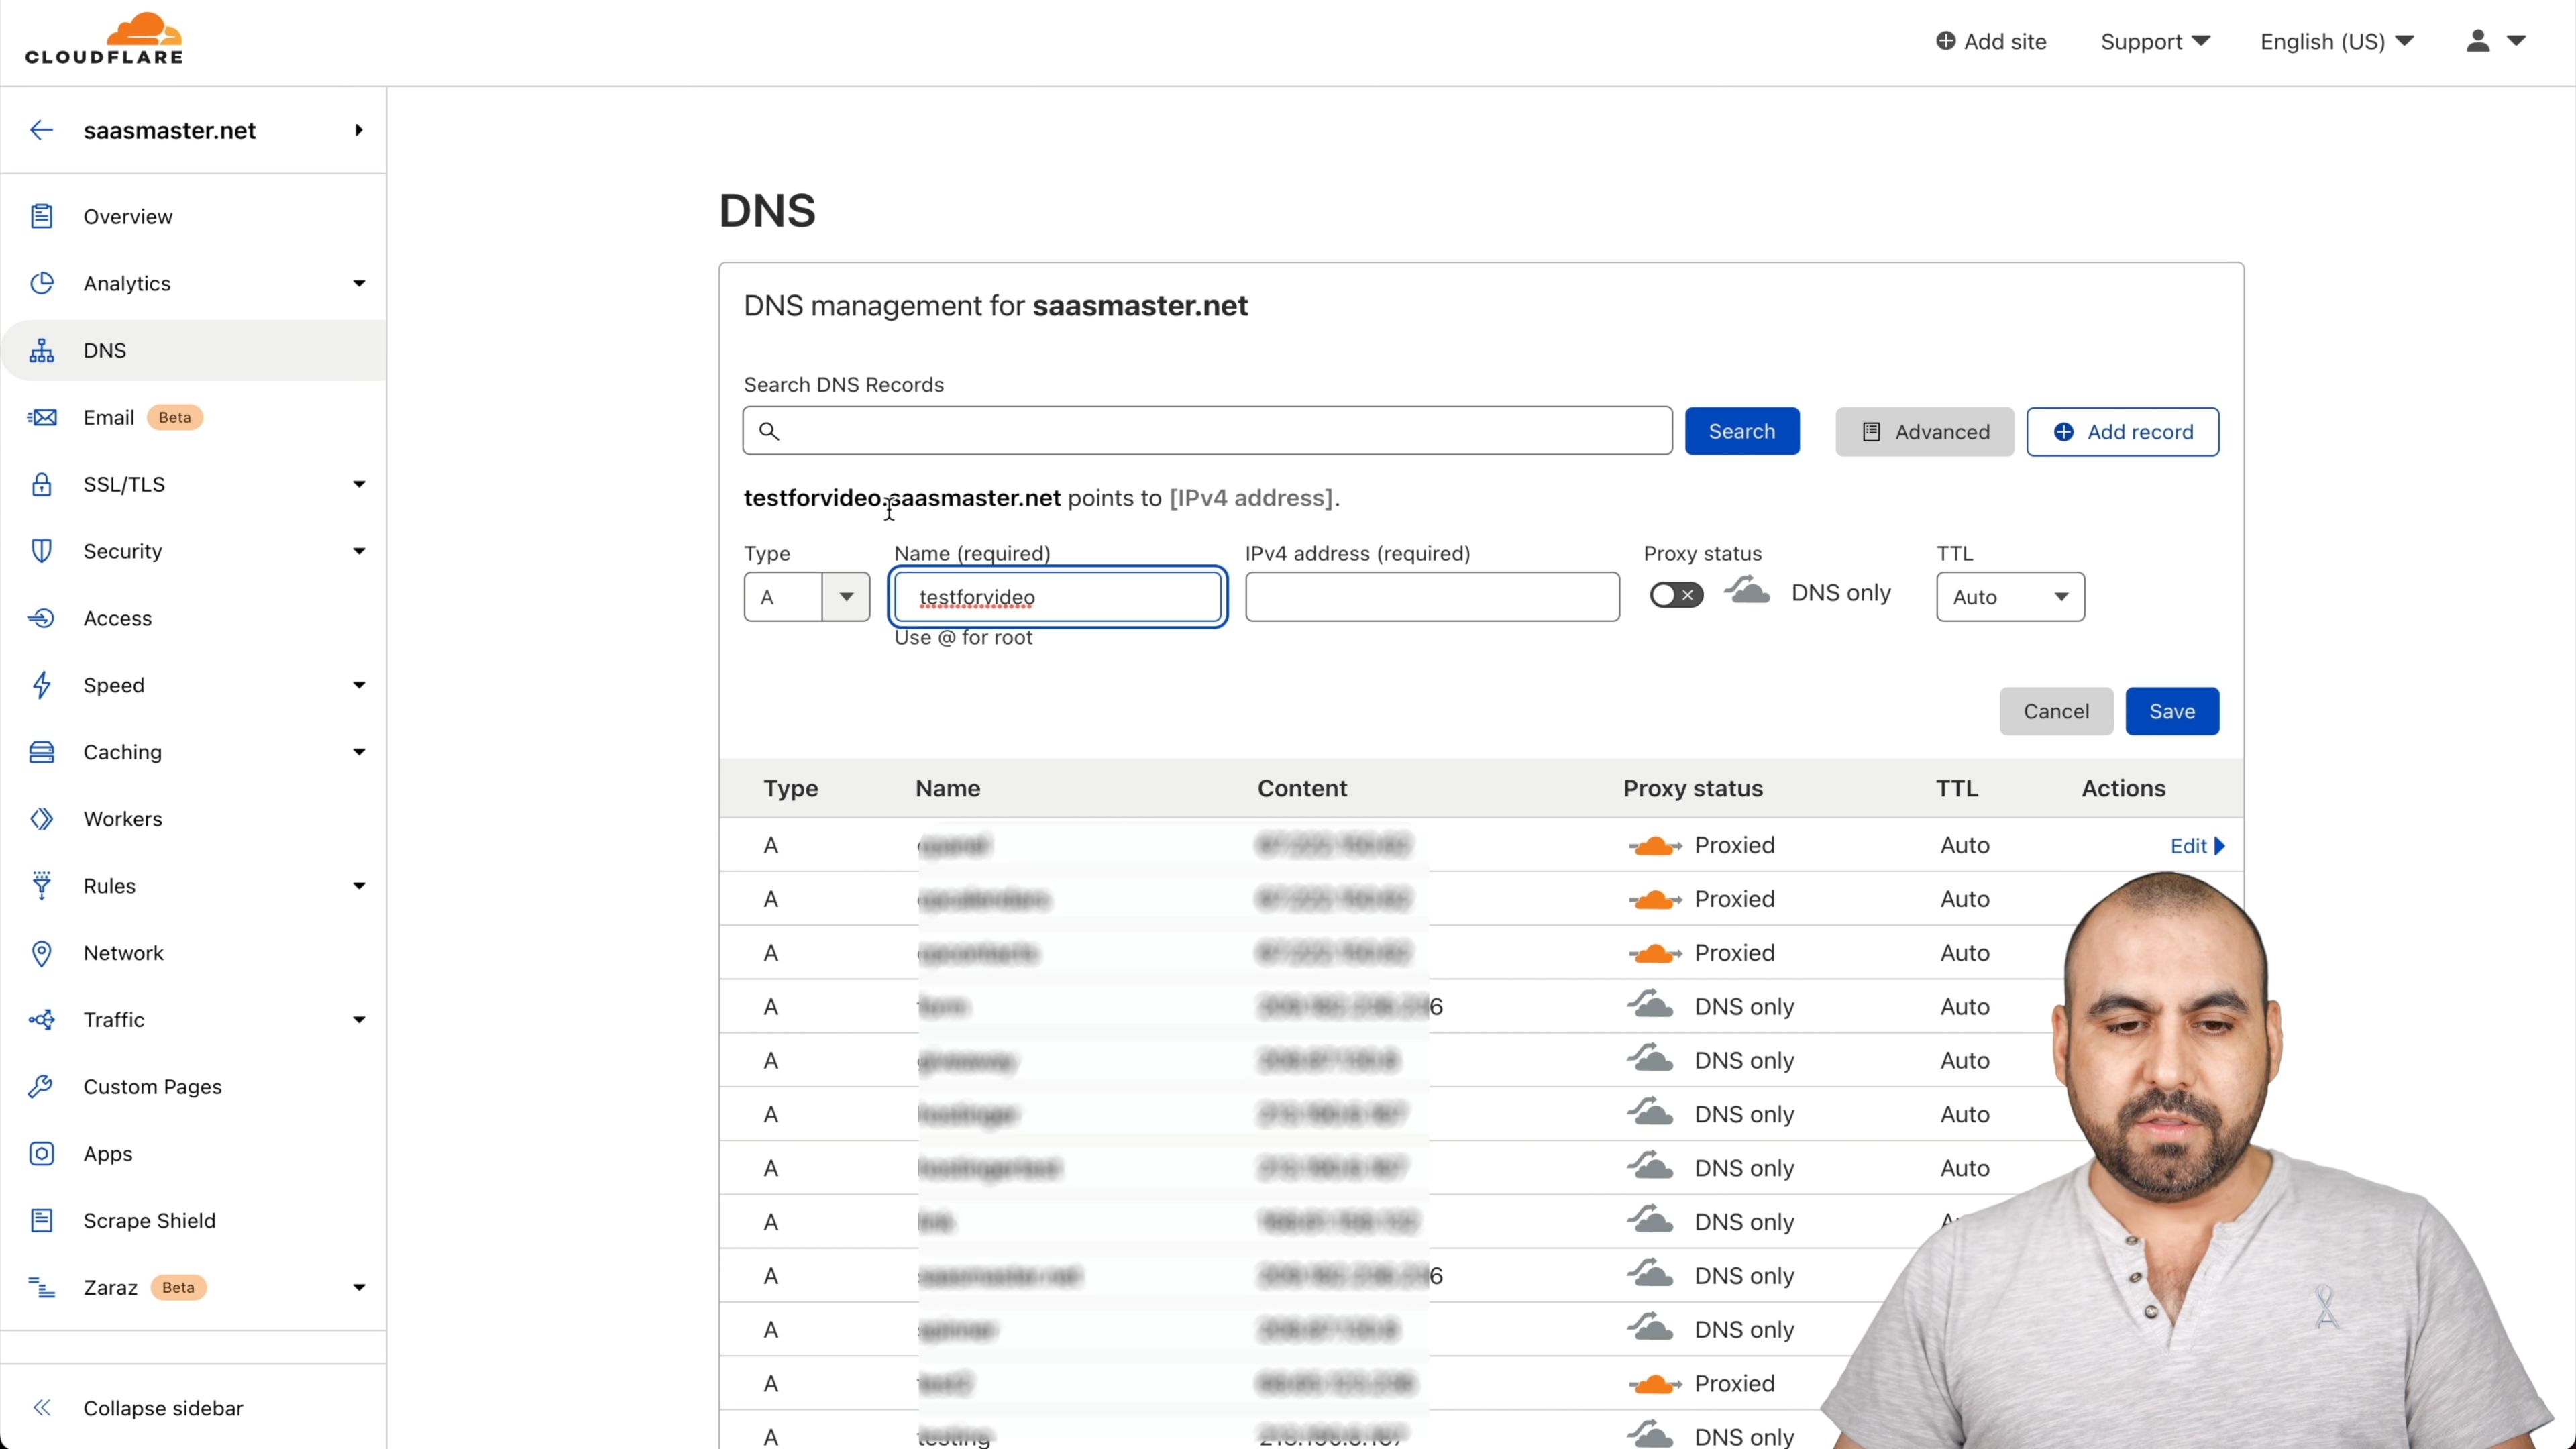 CLOUDFLARE
Add site
Support
English (US)
saasmaster.net
Overview
Analytics
DNS
Email Beta
SSL/TLS
Security
Access
Speed
Caching
Workers
Rules
Network
Traffic
Custom Pages
Apps
Scrape Shield
Zaraz Beta
Collapse sidebar
DNS
DNS management for saasmaster.net
Search DNS Records
Search
Advanced
Add record
testforvideo.saasmaster.net points to [IPv4 address].
Type Name (required) IPv4 address (required) Proxy status TTL
A testforvideo DNS only Auto
Use @ for root
Cancel Save
Type Name Content Proxy status TTL Actions
A Proxied Auto Edit
A Proxied Auto
A Proxied Auto
A DNS only Auto
A DNS only Auto
A DNS only Auto
A DNS only Auto
A DNS only
A DNS only
A DNS only
A Proxied
A DNS only